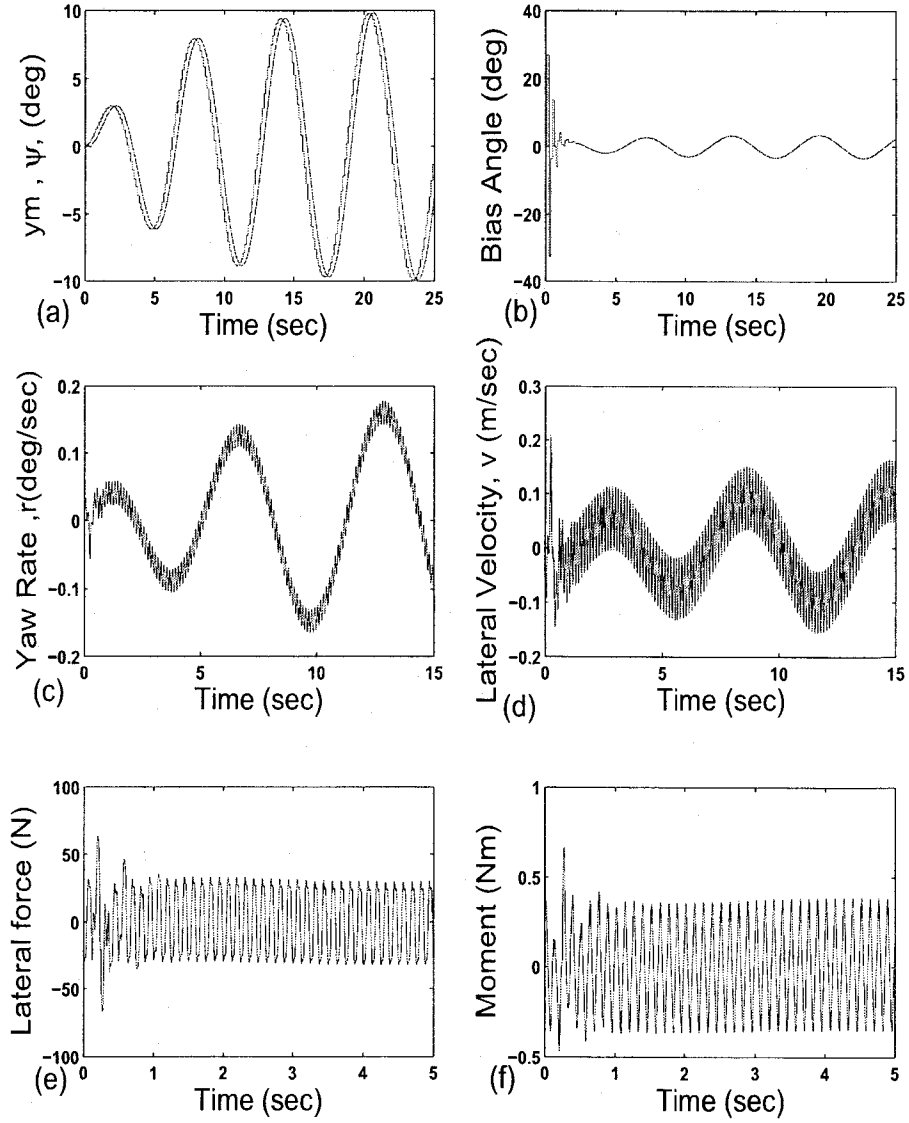 ym , ψ, (deg)
10
5
0
−5
−10
0 5 10 15 20 25
Time (sec)
(a)
Bias Angle (deg)
40
20
0
−20
−40
0 5 10 15 20 25
Time (sec)
(b)
Yaw Rate ,r(deg/sec)
0.2
0.1
0
−0.1
−0.2
0 5 10 15
Time (sec)
(c)
Lateral Velocity, v (m/sec)
0.3
0.2
0.1
0
−0.1
−0.2
0 5 10 15
Time (sec)
(d)
Lateral force (N)
100
50
0
−50
−100
0 1 2 3 4 5
Time (sec)
(e)
Moment (Nm)
1
0.5
0
−0.5
0 1 2 3 4 5
Time (sec)
(f)